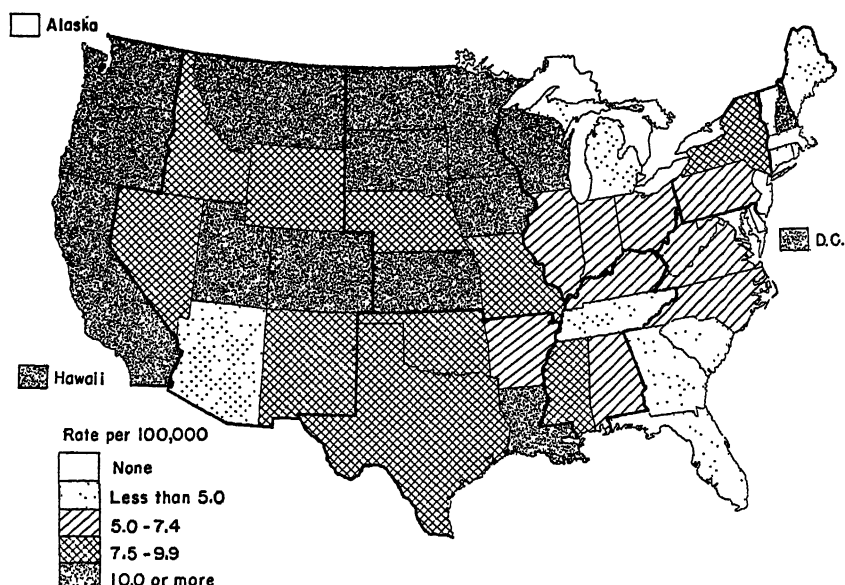 Alaska
D.C.
Hawaii
Rate per 100,000
None
Less than 5.0
5.0 - 7.4
7.5 - 9.9
10.0 or more